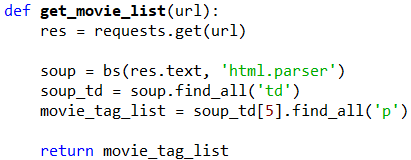 def get_movie_list(url):
    res = requests.get(url)

    soup = bs(res.text, 'html.parser')
    soup_td = soup.find_all('td')
    movie_tag_list = soup_td[5].find_all('p')

    return movie_tag_list